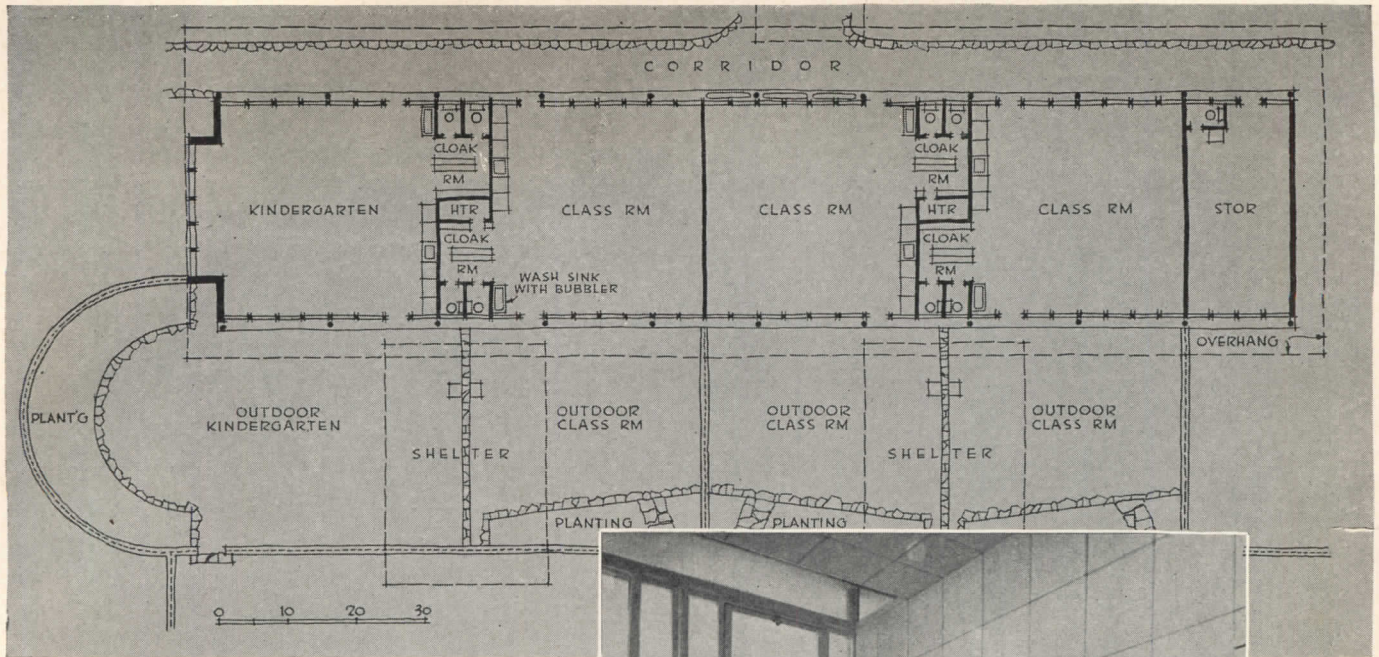 CORRIDOR
CLOAK
RM
CLOAK
RM
KINDERGARTEN
HTR
CLASS RM
CLASS RM
HTR
CLASS RM
STOR
CLOAK
RM
CLOAK
RM
WASH SINK
WITH BUBBLER
OVERHANG
PLANT'G
OUTDOOR
KINDERGARTEN
OUTDOOR
CLASS RM
OUTDOOR
CLASS RM
OUTDOOR
CLASS RM
SHELTER
SHELTER
PLANTING
PLANTING
0 10 20 30